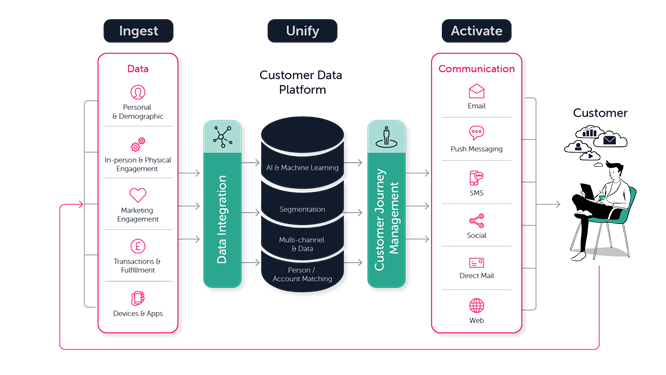 Ingest
Unify
Activate
Data
Personal
& Demographic
In-person & Physical
Engagement
Marketing
Engagement
£
Transactions &
Fulfillment
Devices & Apps
Data Integration
Customer Data
Platform
AI & Machine Learning
Segmentation
Multi-channel
& Data
Person /
Account Matching
Customer Journey
Management
Communication
Email
Push Messaging
SMS
Social
Direct Mail
Web
Customer